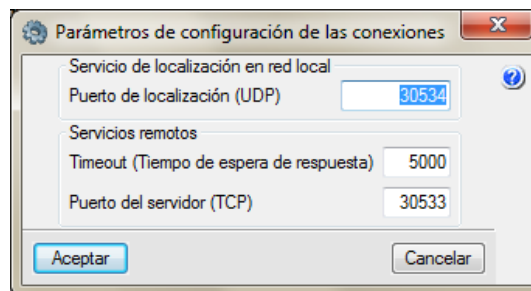 Parámetros de configuración de las conexiones
Servicio de localización en red local
Puerto de localización (UDP) 30534
Servicios remotos
Timeout (Tiempo de espera de respuesta) 5000
Puerto del servidor (TCP) 30533
Aceptar Cancelar